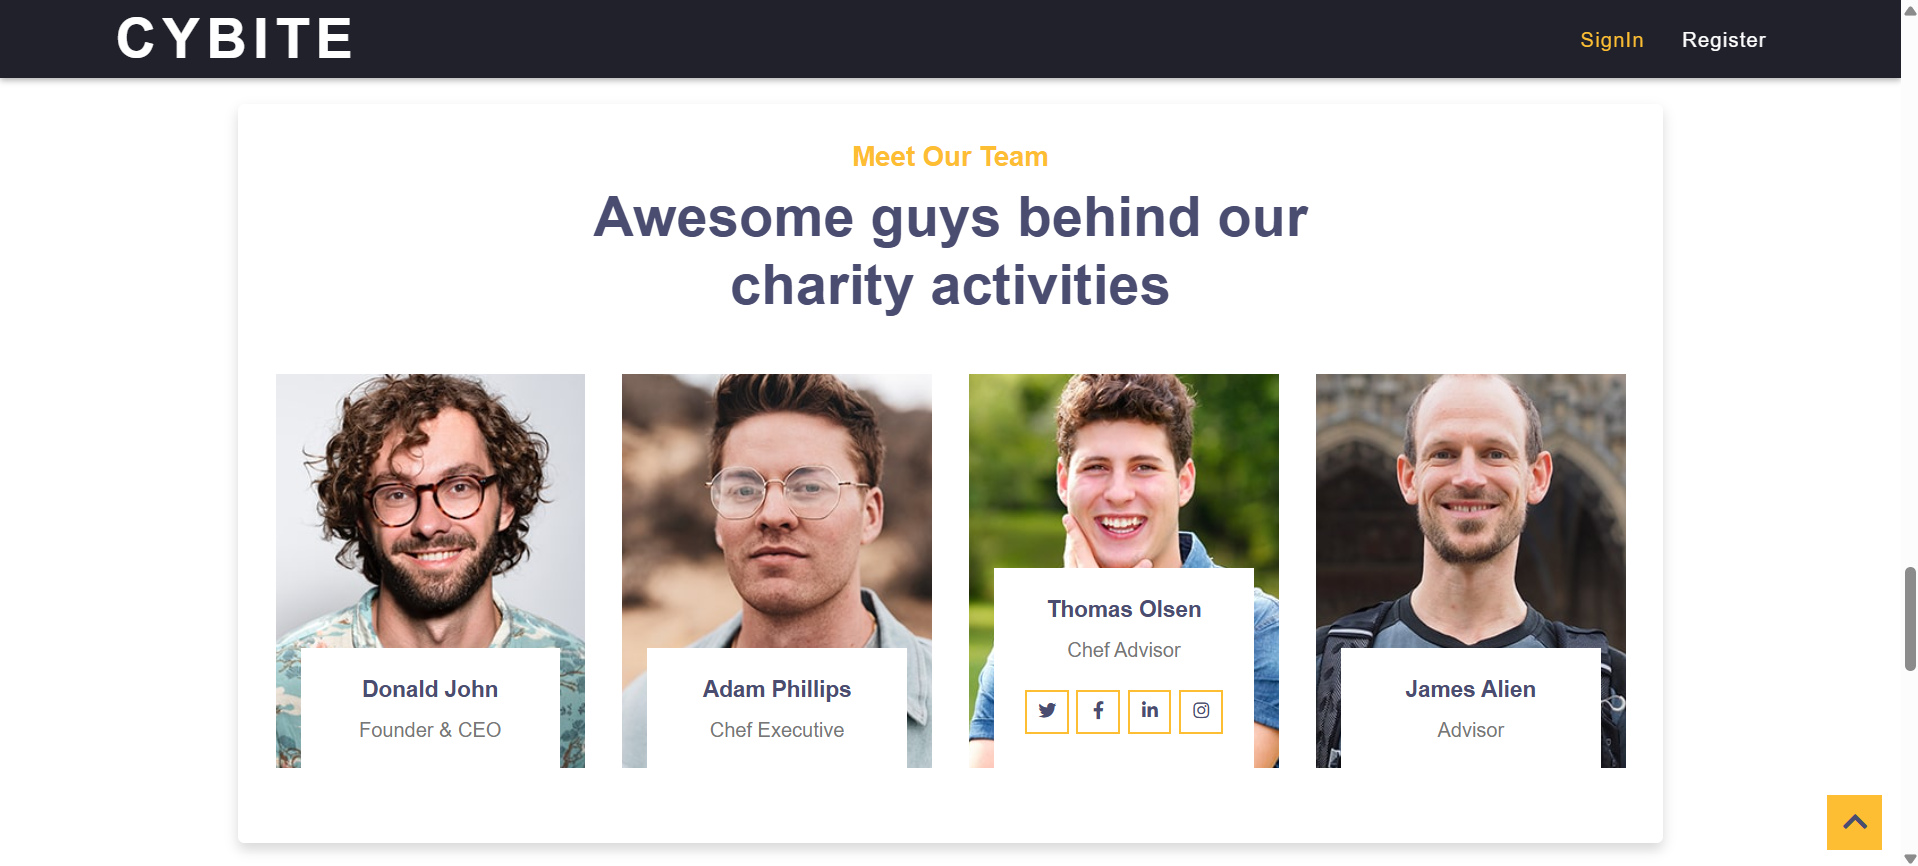 CYBITE
SignIn
Register
Meet Our Team
Awesome guys behind our
charity activities
Donald John
Founder & CEO
Adam Phillips
Chef Executive
Thomas Olsen
Chef Advisor
James Alien
Advisor